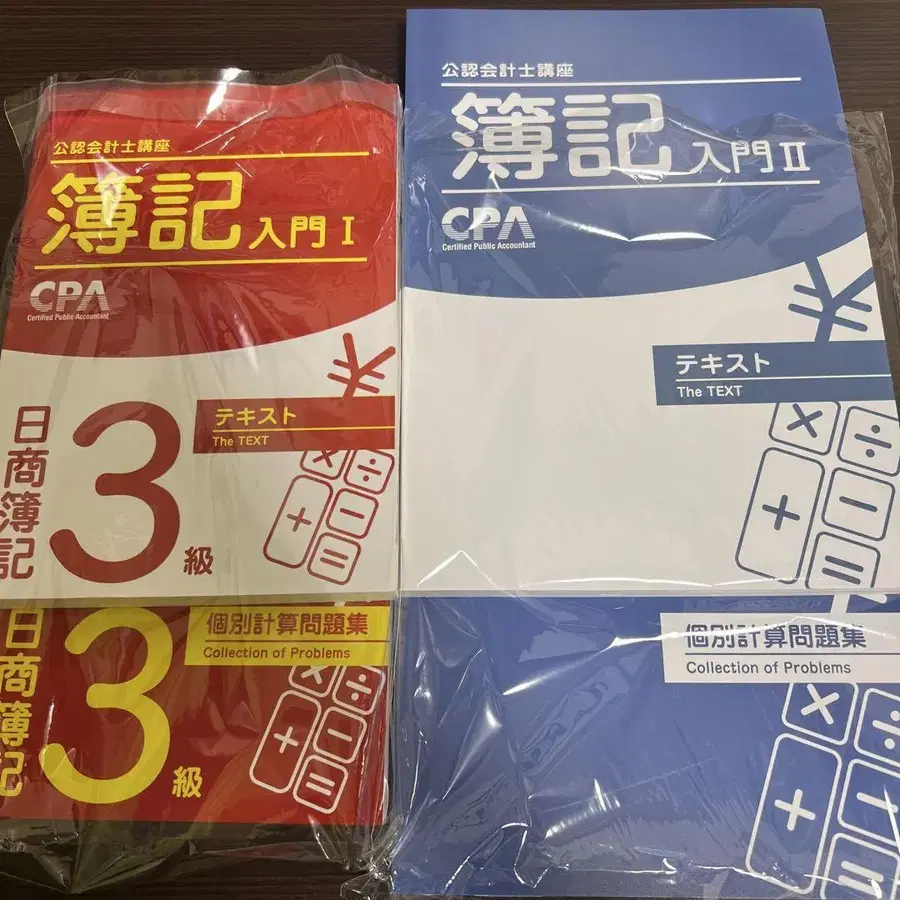 公認会計士講座
簿記 入門 I
CPA
Certified Public Accountant
テキスト
The TEXT
日商簿記
3
級
個別計算問題集
Collection of Problems
日商簿記
3
級
公認会計士講座
簿記 入門 II
CPA
Certified Public Accountant
テキスト
The TEXT
個別計算問題集
Collection of Problems